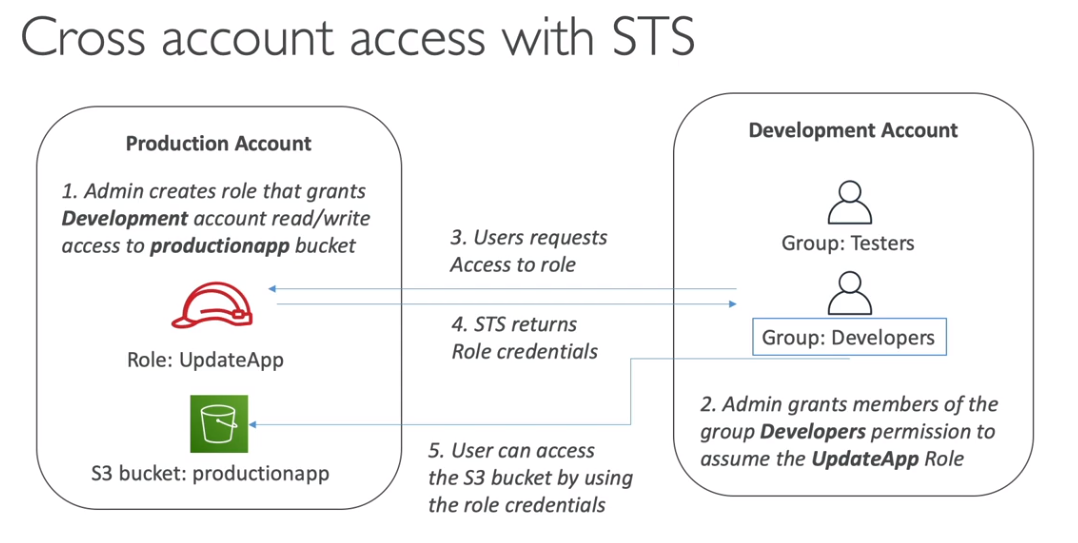 Cross account access with STS
Production Account
1. Admin creates role that grants
Development account read/write
access to productionapp bucket
Role: UpdateApp
S3 bucket: productionapp
3. Users requests
Access to role
4. STS returns
Role credentials
5. User can access
the S3 bucket by using
the role credentials
Development Account
Group: Testers
Group: Developers
2. Admin grants members of the
group Developers permission to
assume the UpdateApp Role